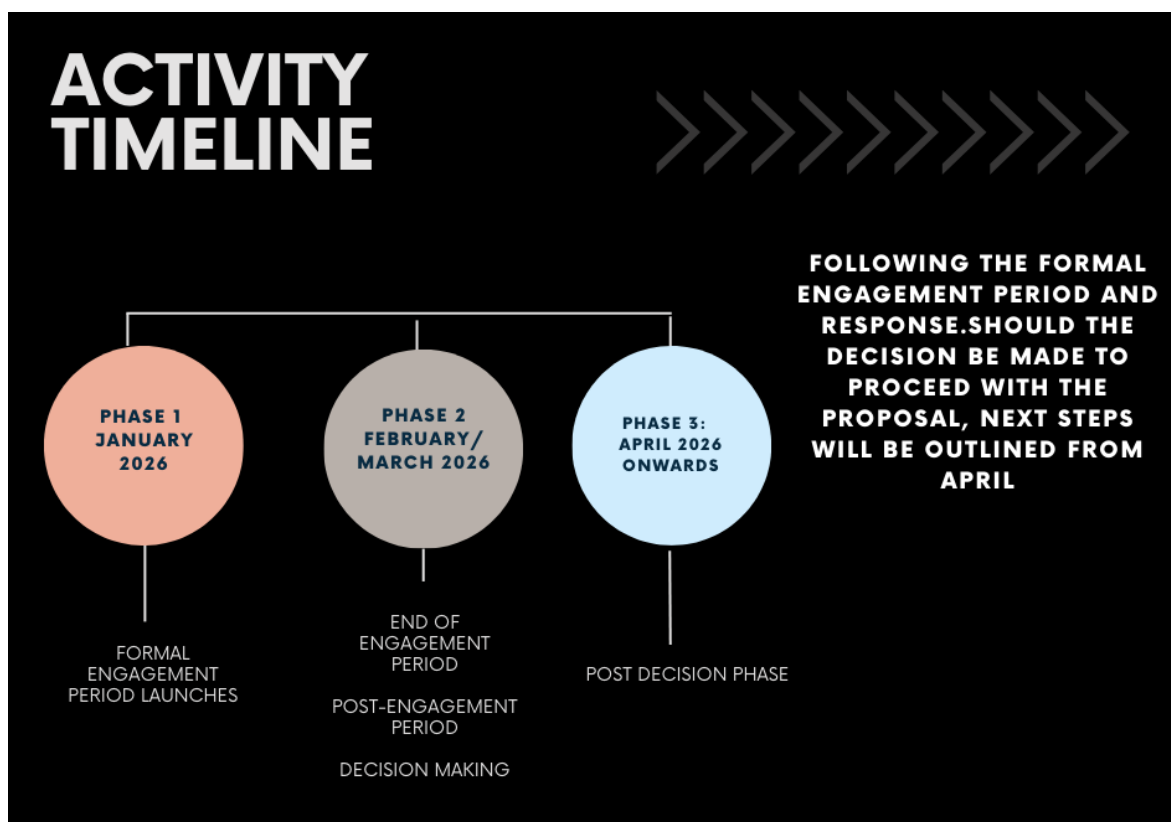 ACTIVITY
TIMELINE
FOLLOWING THE FORMAL
ENGAGEMENT PERIOD AND
RESPONSE.SHOULD THE
DECISION BE MADE TO
PROCEED WITH THE
PROPOSAL, NEXT STEPS
WILL BE OUTLINED FROM
APRIL
PHASE 1
JANUARY
2026
FORMAL
ENGAGEMENT
PERIOD LAUNCHES
PHASE 2
FEBRUARY/
MARCH 2026
END OF
ENGAGEMENT
PERIOD
POST-ENGAGEMENT
PERIOD
DECISION MAKING
PHASE 3:
APRIL 2026
ONWARDS
POST DECISION PHASE